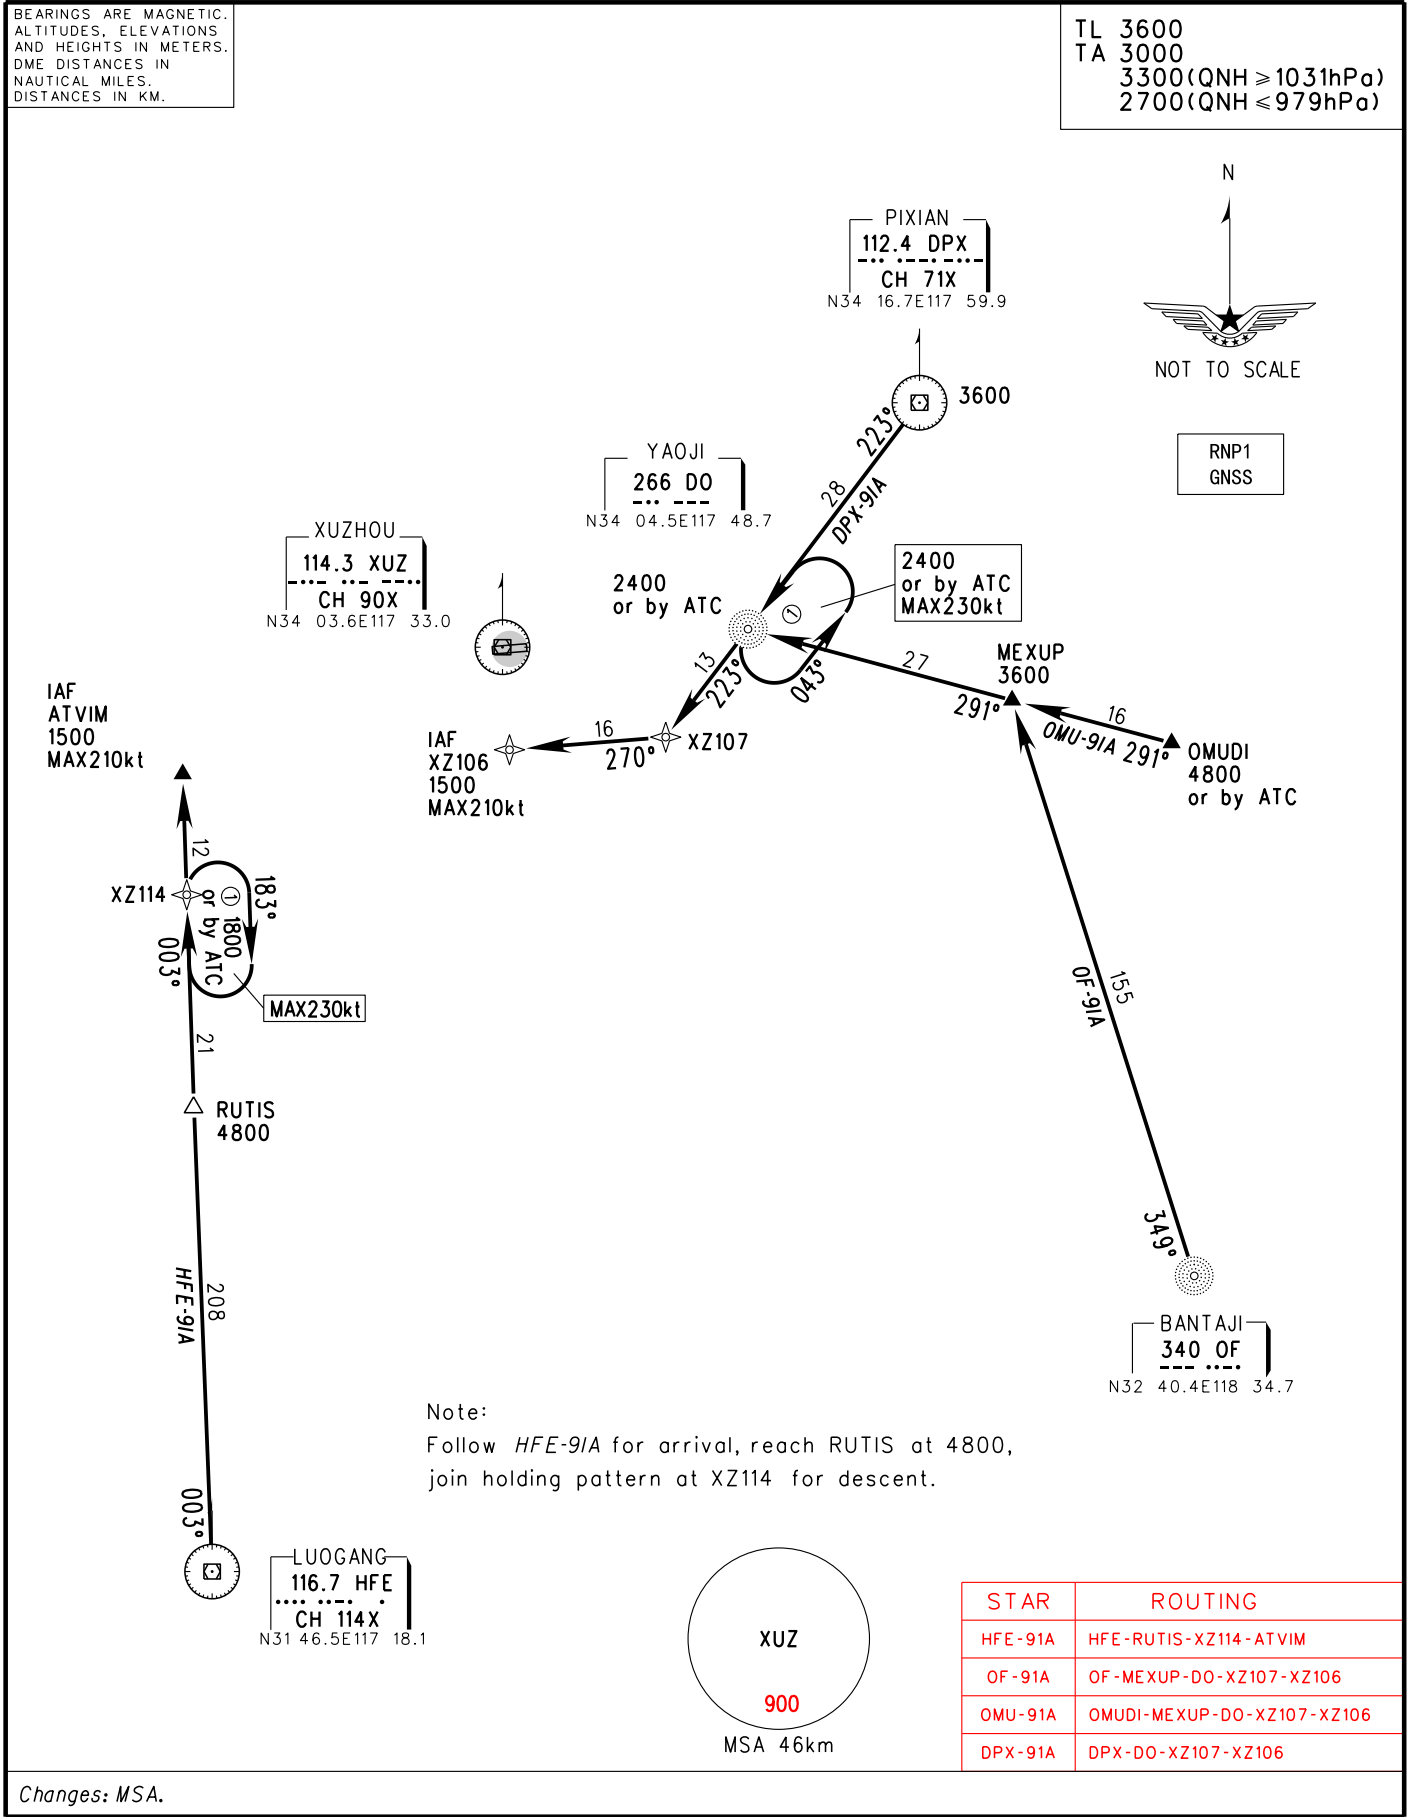 BEARINGS ARE MAGNETIC.
ALTITUDES, ELEVATIONS
AND HEIGHTS IN METERS.
DME DISTANCES IN
NAUTICAL MILES.
DISTANCES IN KM.
TL 3600
TA 3000
3300(QNH ≥ 1031hPa)
2700(QNH ≤ 979hPa)
N
NOT TO SCALE
RNP1
GNSS
PIXIAN
112.4 DPX
CH 71X
N34 16.7E117 59.9
3600
223°
28
DPX-91A
YAOJI
266 DO
N34 04.5E117 48.7
2400
or by ATC
①
2400
or by ATC
MAX230kt
043°
XUZHOU
114.3 XUZ
CH 90X
N34 03.6E117 33.0
13
223°
27
291°
MEXUP
3600
16
OMU-91A 291°
OMUDI
4800
or by ATC
XZ107
16
270°
IAF
XZ106
1500
MAX210kt
IAF
ATVIM
1500
MAX210kt
12
XZ114
183°
① 1800
or by ATC
003°
MAX230kt
21
RUTIS
4800
208
HFE-91A
003°
LUOGANG
116.7 HFE
CH 114X
N31 46.5E117 18.1
155
OF-91A
349°
BANTAJI
340 OF
N32 40.4E118 34.7
Note:
Follow HFE-91A for arrival, reach RUTIS at 4800,
join holding pattern at XZ114 for descent.
XUZ
900
MSA 46km
STAR ROUTING
HFE-91A HFE-RUTIS-XZ114-ATVIM
OF-91A OF-MEXUP-DO-XZ107-XZ106
OMU-91A OMUDI-MEXUP-DO-XZ107-XZ106
DPX-91A DPX-DO-XZ107-XZ106
Changes: MSA.